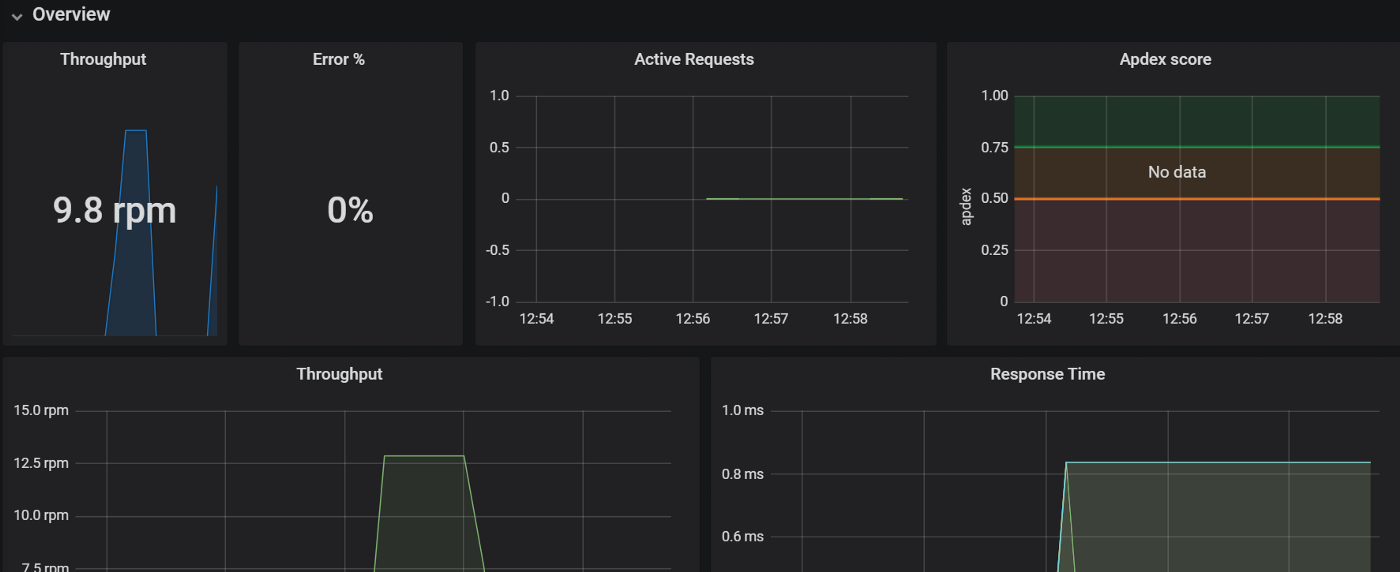 Overview
Throughput
9.8 rpm
Error %
0%
Active Requests
1.0
0.5
0
-0.5
-1.0
12:54 12:55 12:56 12:57 12:58
Apdex score
apdex
1.00
0.75
0.50
0.25
0
No data
12:54 12:55 12:56 12:57 12:58
Throughput
15.0 rpm
12.5 rpm
10.0 rpm
7.5 rpm
Response Time
1.0 ms
0.8 ms
0.6 ms